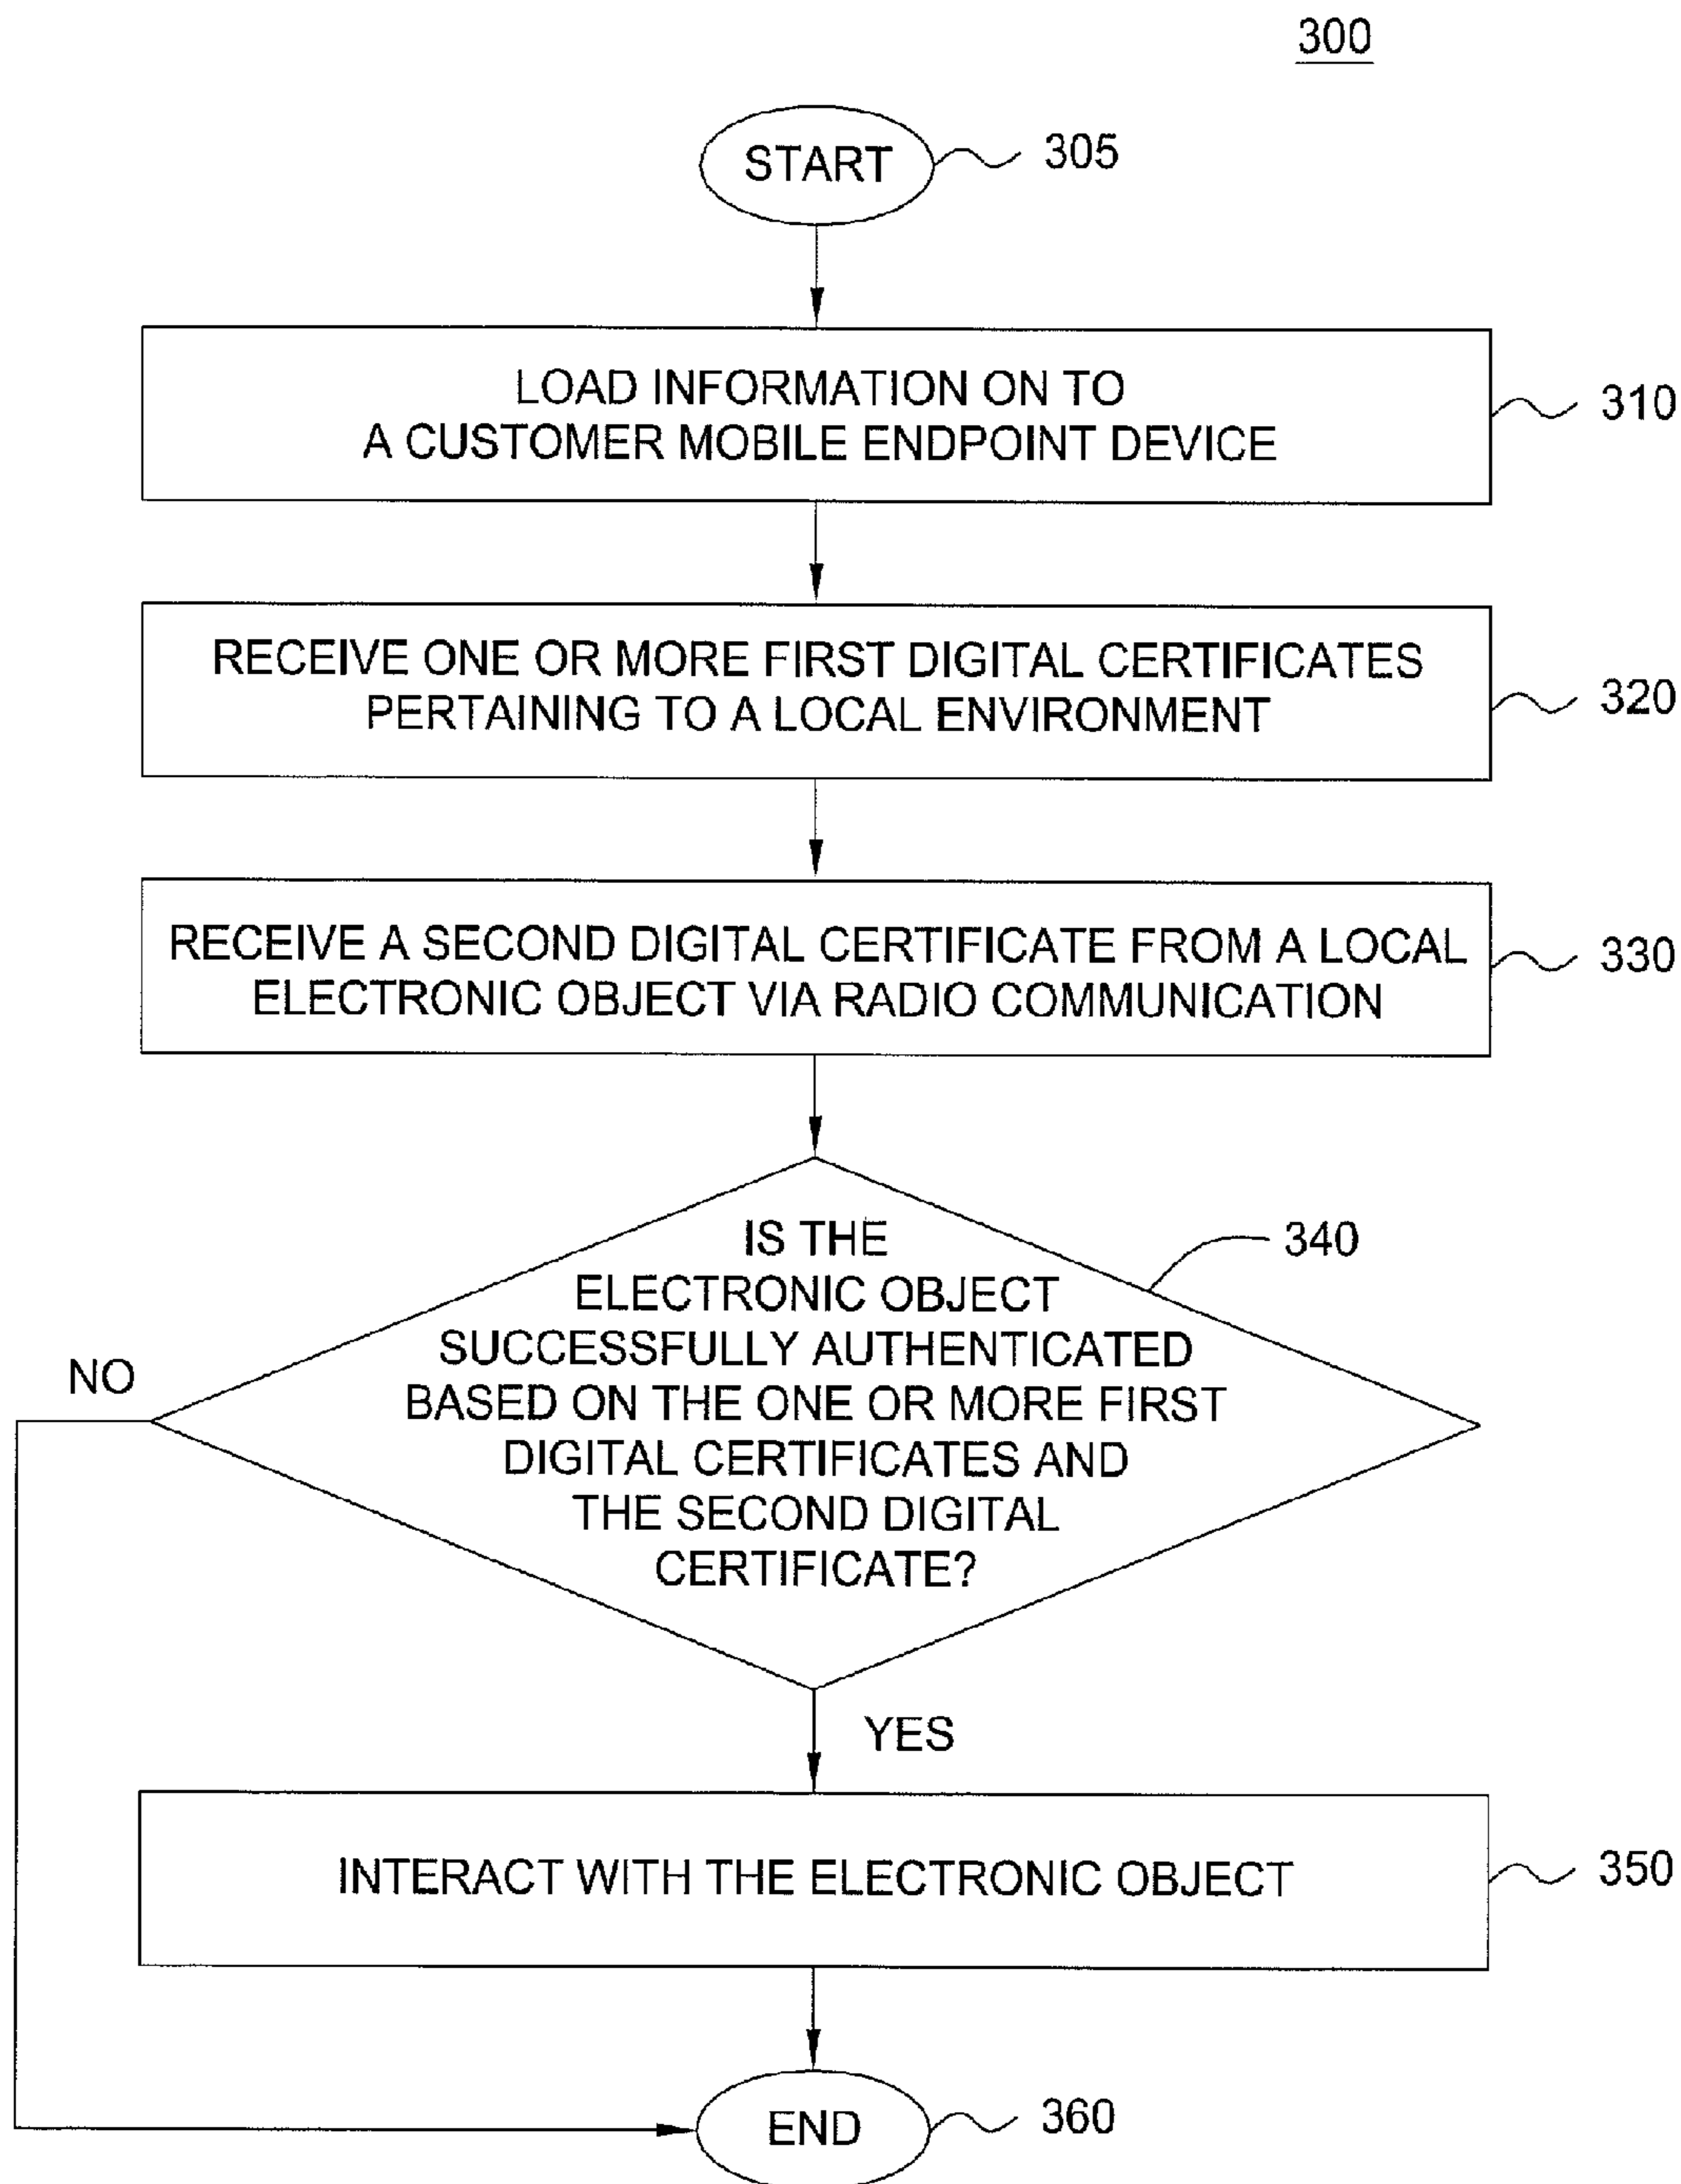 300
START
305
LOAD INFORMATION ON TO
A CUSTOMER MOBILE ENDPOINT DEVICE
310
RECEIVE ONE OR MORE FIRST DIGITAL CERTIFICATES
PERTAINING TO A LOCAL ENVIRONMENT
320
RECEIVE A SECOND DIGITAL CERTIFICATE FROM A LOCAL
ELECTRONIC OBJECT VIA RADIO COMMUNICATION
330
IS THE
ELECTRONIC OBJECT
SUCCESSFULLY AUTHENTICATED
BASED ON THE ONE OR MORE FIRST
DIGITAL CERTIFICATES AND
THE SECOND DIGITAL
CERTIFICATE?
340
NO
YES
INTERACT WITH THE ELECTRONIC OBJECT
350
END
360